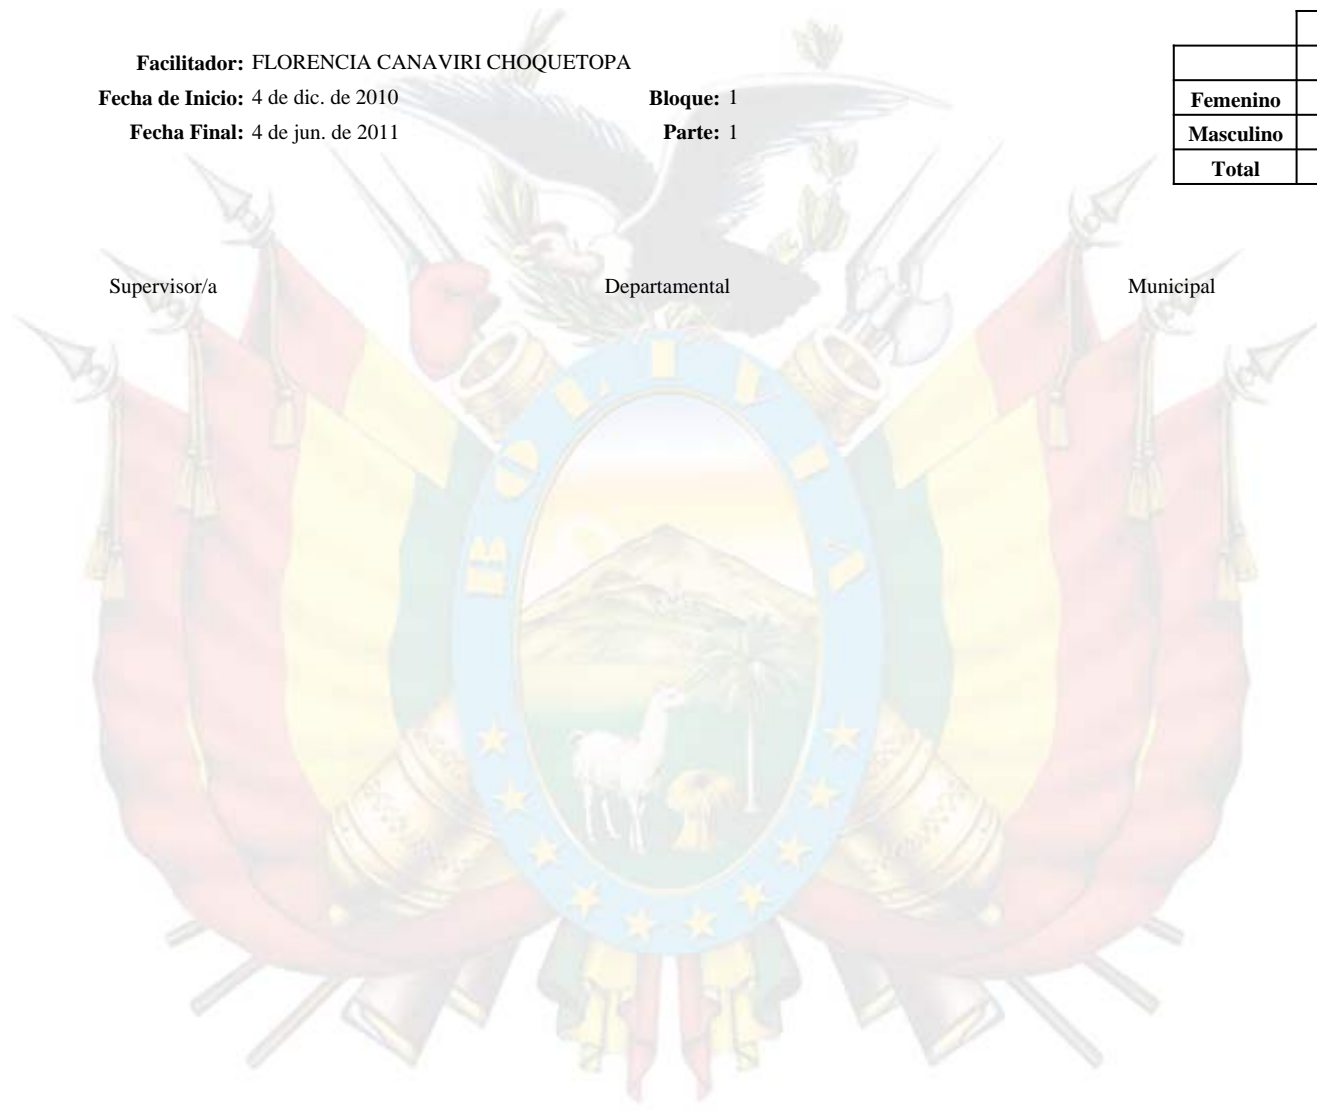 Facilitador: FLORENCIA CANAVIRI CHOQUETOPA
Fecha de Inicio: 4 de dic. de 2010 Bloque: 1
Fecha Final: 4 de jun. de 2011 Parte: 1
Femenino
Masculino
Total
Supervisor/a Departamental Municipal
BOLIVIA